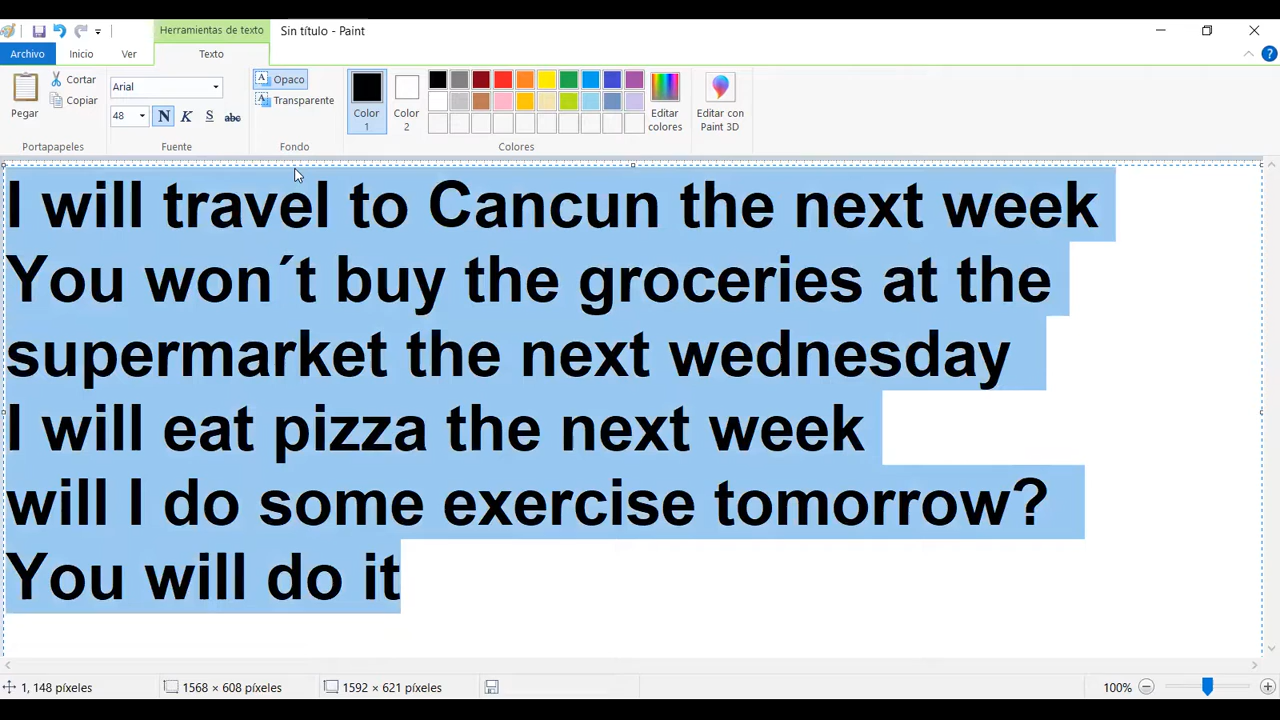 Herramientas de texto
Sin título - Paint
Archivo
Inicio
Ver
Texto
Pegar
Cortar
Copiar
Portapapeles
Arial
48
N K S abc
Fuente
Opaco
Transparente
Fondo
Color 1
Color 2
Editar colores
Colores
Editar con Paint 3D
I will travel to Cancun the next week
You won´t buy the groceries at the
supermarket the next wednesday
I will eat pizza the next week
will I do some exercise tomorrow?
You will do it
1, 148 píxeles
1568 × 608 píxeles
1592 × 621 píxeles
100%